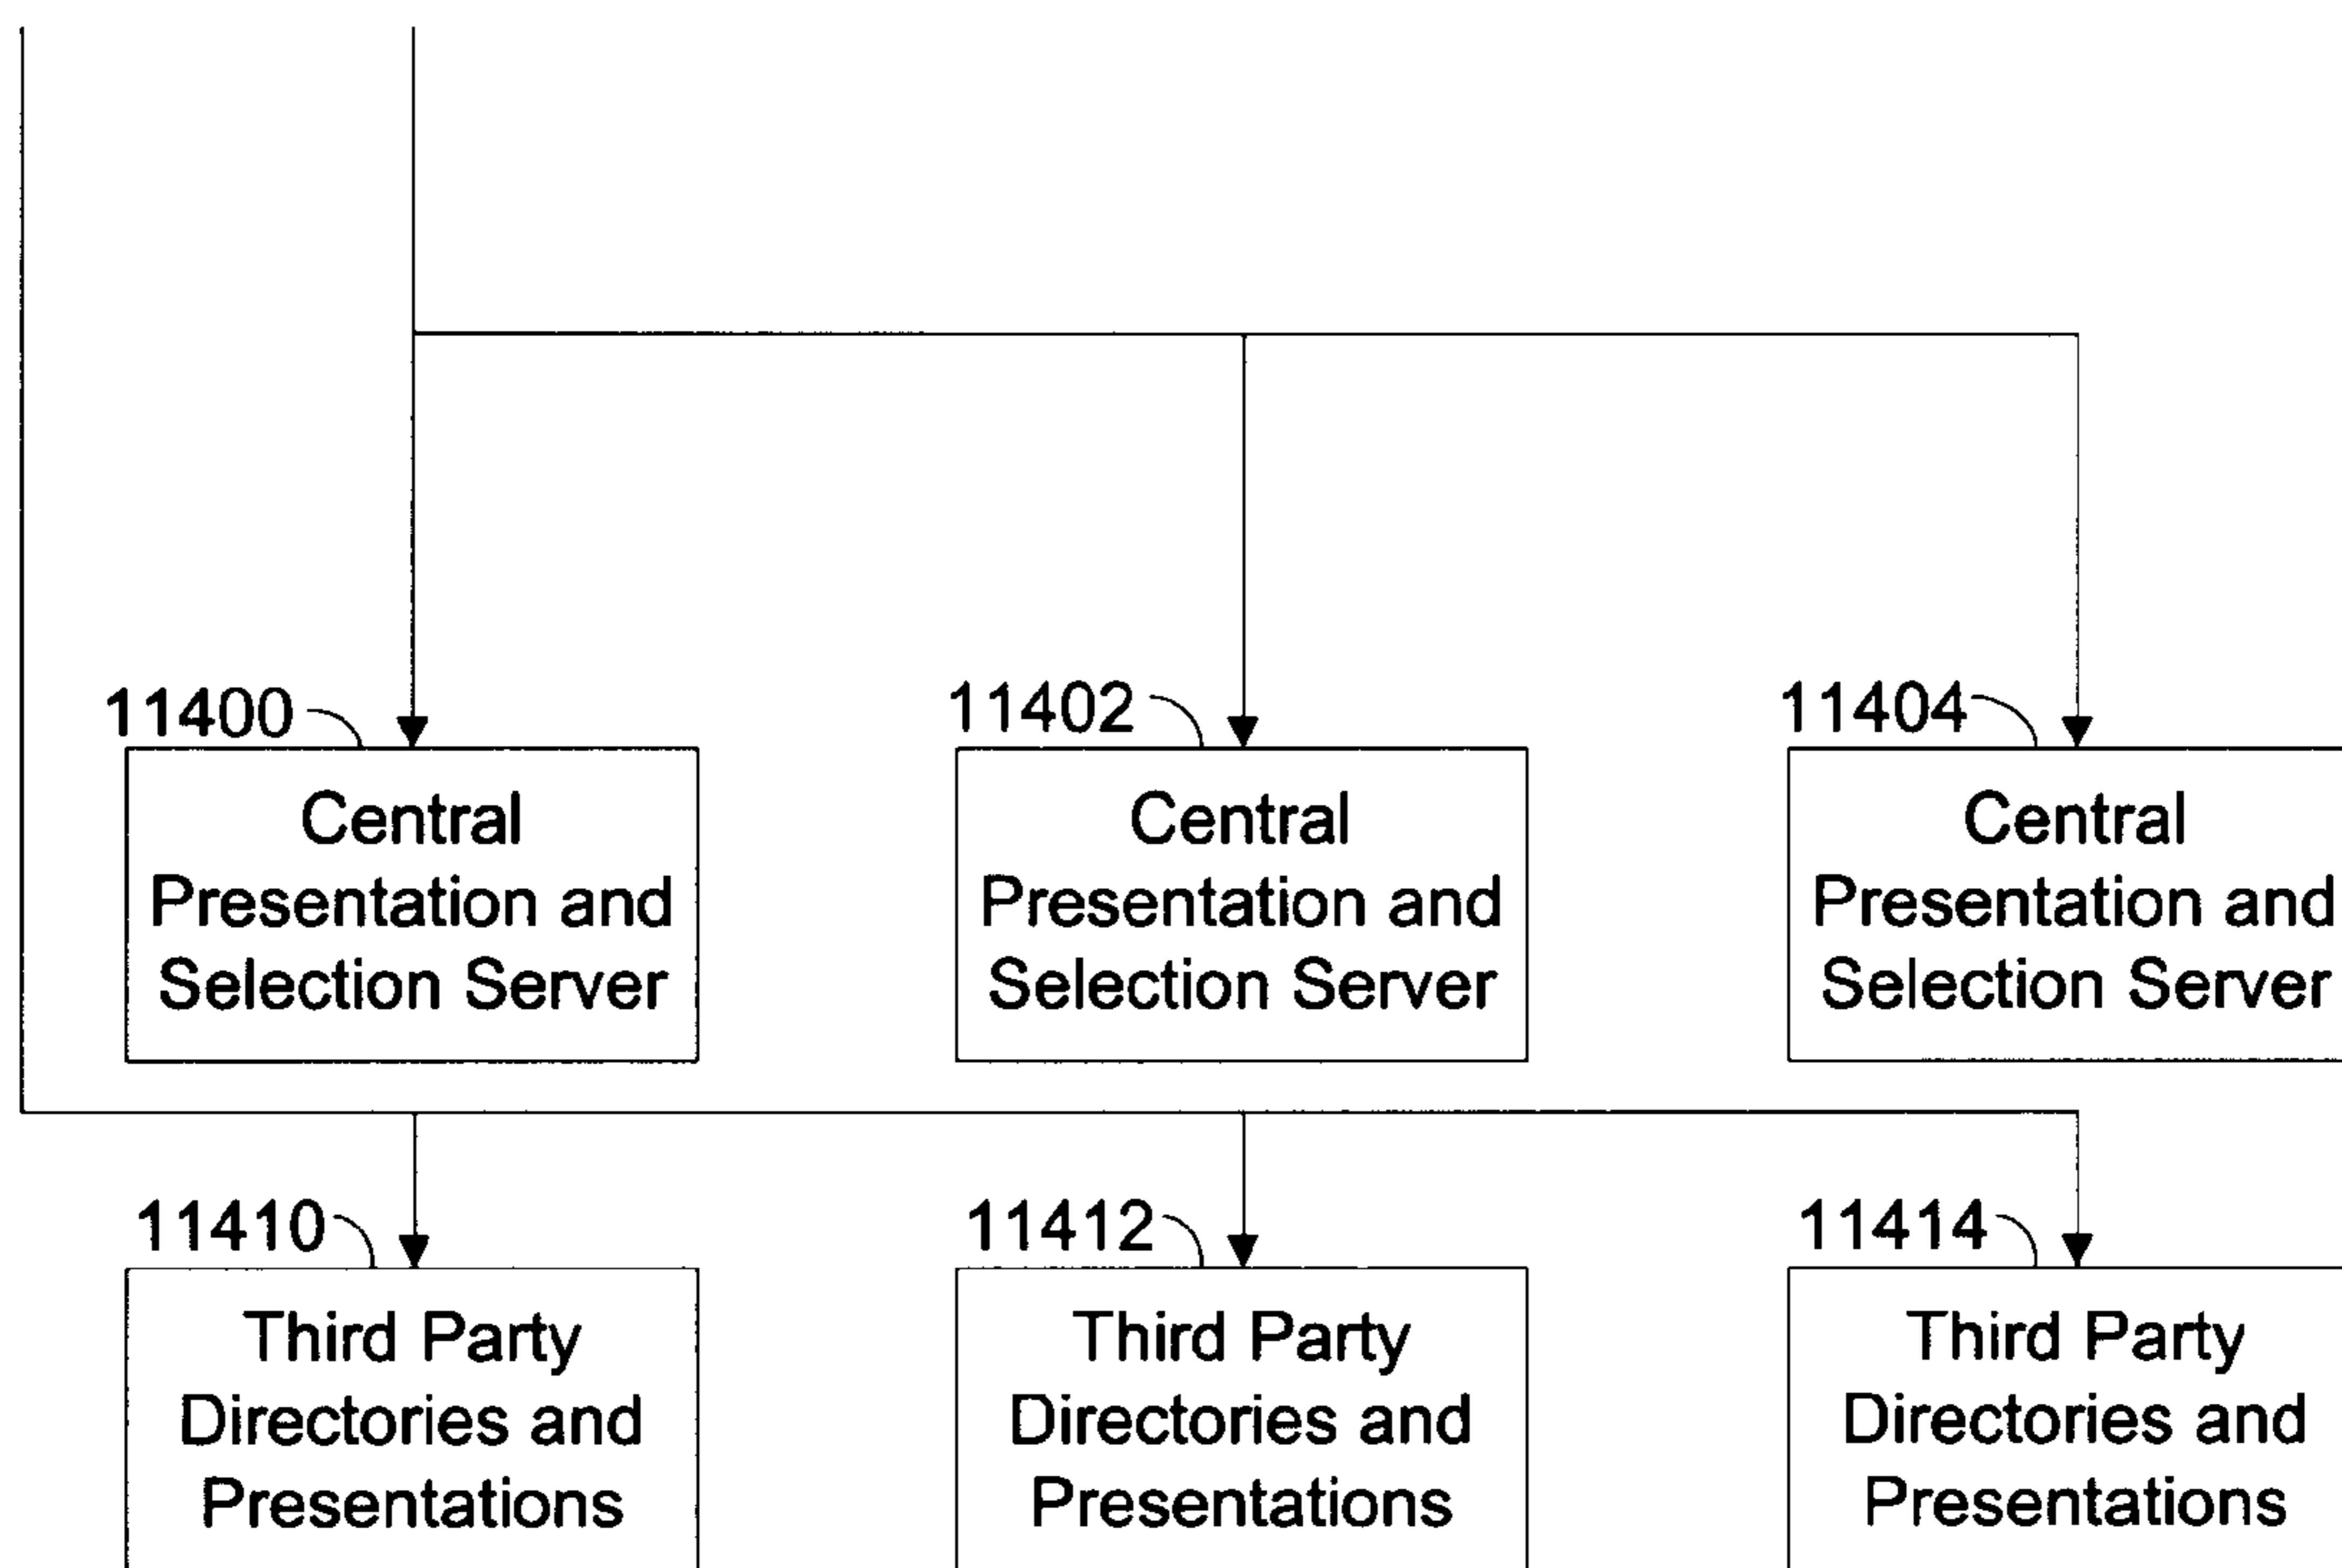 11400
Central
Presentation and
Selection Server
11402
Central
Presentation and
Selection Server
11404
Central
Presentation and
Selection Server
11410
Third Party
Directories and
Presentations
11412
Third Party
Directories and
Presentations
11414
Third Party
Directories and
Presentations